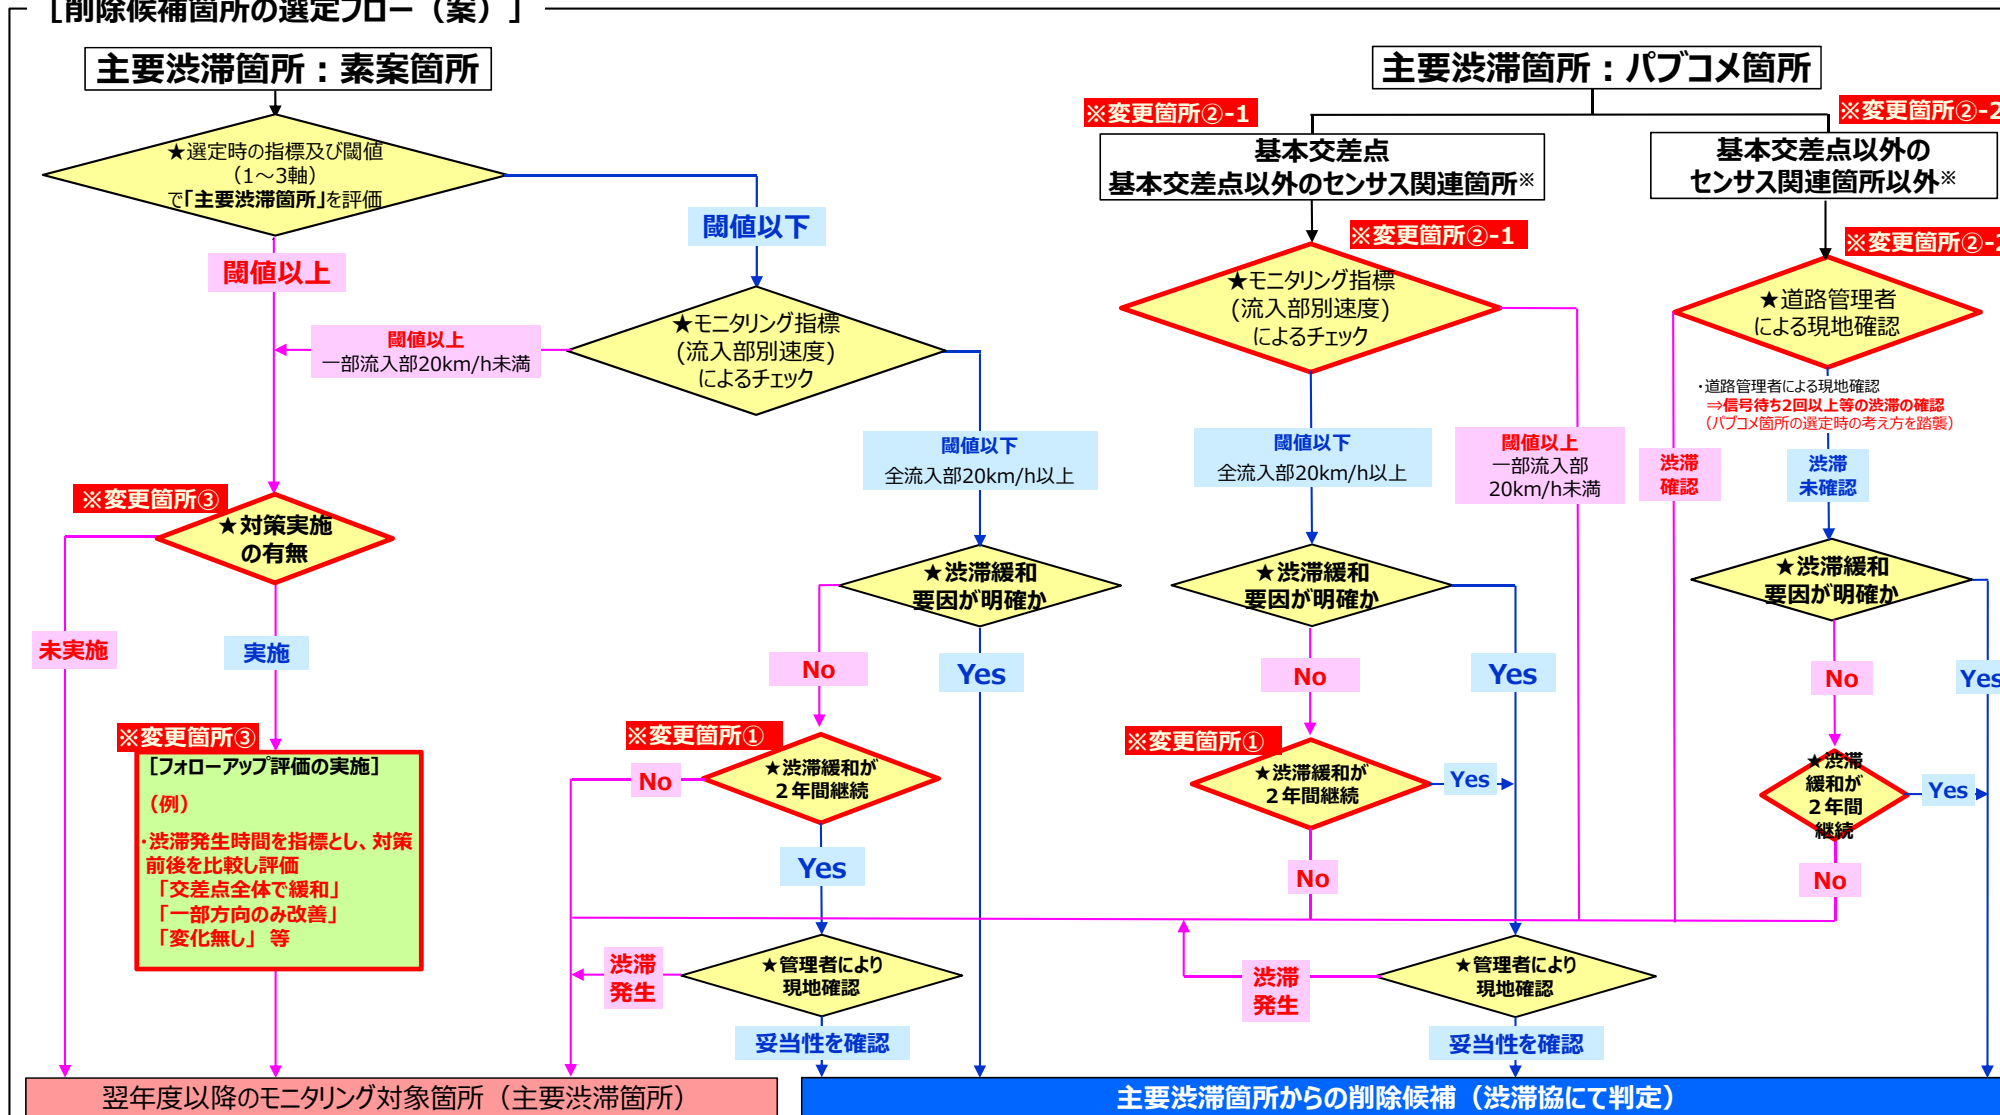 [削除候補箇所の選定フロー（案）]
主要渋滞箇所：素案箇所
★選定時の指標及び閾値
（1～3軸）
で「主要渋滞箇所」を評価
閾値以上
閾値以下
閾値以上
一部流入部20km/h未満
★モニタリング指標
(流入部別速度)
によるチェック
閾値以下
全流入部20km/h以上
※変更箇所③
★対策実施
の有無
未実施
実施
※変更箇所③
[フォローアップ評価の実施]
（例）
・渋滞発生時間を指標とし、対策
前後を比較し評価
「交差点全体で緩和」
「一部方向のみ改善」
「変化無し」 等
★渋滞緩和
要因が明確か
No
Yes
※変更箇所①
★渋滞緩和が
２年間継続
No
Yes
★管理者により
現地確認
渋滞
発生
妥当性を確認
主要渋滞箇所：パブコメ箇所
※変更箇所②-1
基本交差点
基本交差点以外のセンサス関連箇所※
※変更箇所②-1
★モニタリング指標
(流入部別速度)
によるチェック
閾値以下
全流入部20km/h以上
閾値以上
一部流入部
20km/h未満
★渋滞緩和
要因が明確か
No
Yes
※変更箇所①
★渋滞緩和が
２年間継続
Yes
No
★管理者により
現地確認
渋滞
発生
妥当性を確認
※変更箇所②-2
基本交差点以外の
センサス関連箇所以外※
※変更箇所②-2
★道路管理者
による現地確認
・道路管理者による現地確認
⇒信号待ち2回以上等の渋滞の確認
（パブコメ箇所の選定時の考え方を踏襲）
渋滞
確認
渋滞
未確認
★渋滞緩和
要因が明確か
No
Yes
★渋滞
緩和が
２年間
継続
Yes
No
翌年度以降のモニタリング対象箇所（主要渋滞箇所）
主要渋滞箇所からの削除候補（渋滞協にて判定）